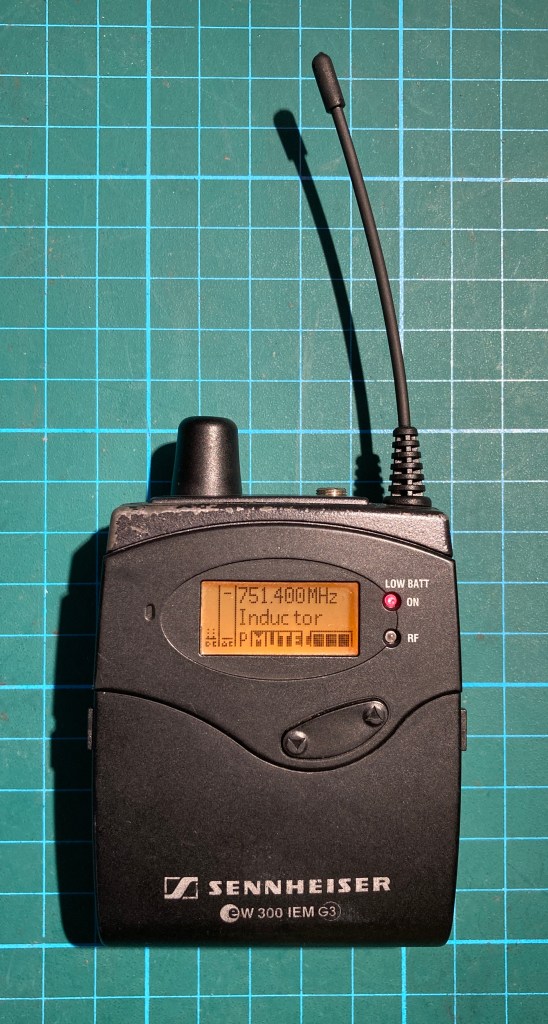 LOW BATT
751.400MHz
ON
Inductor
P MUTE
RF
SENNHEISER
ew 300 IEM G3